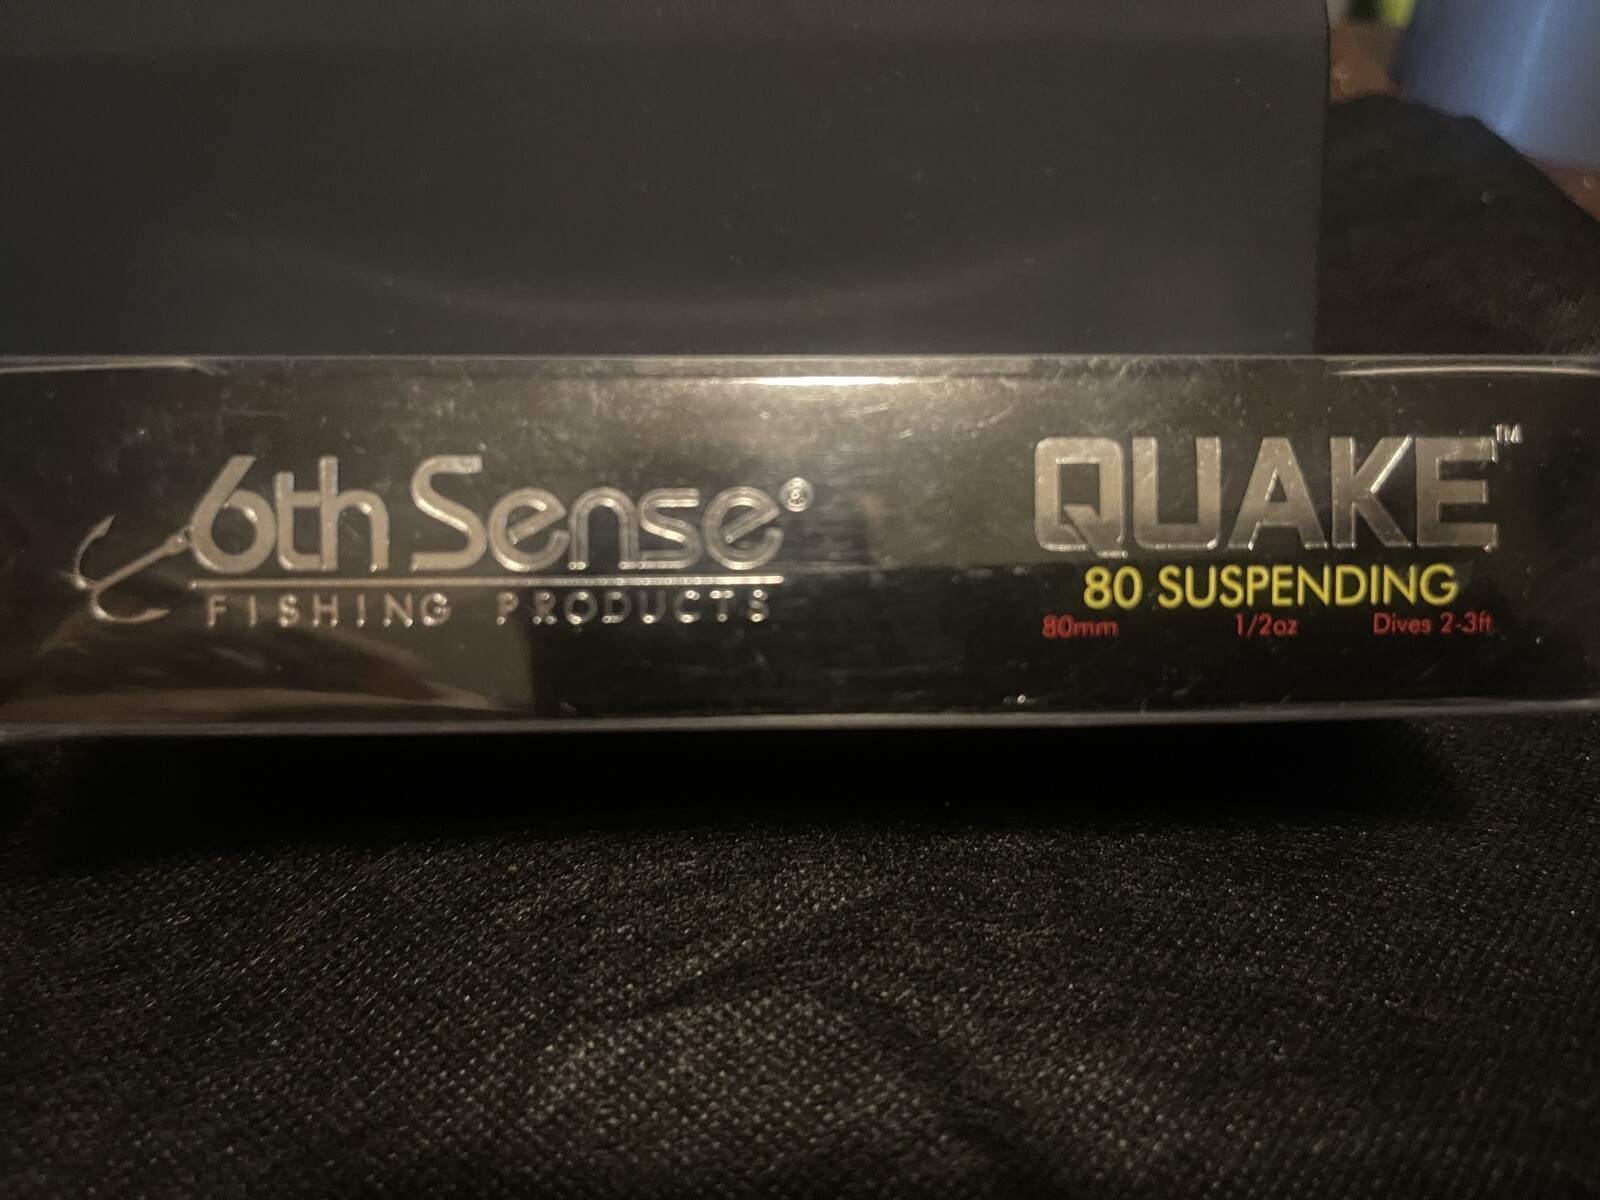 6th Sense®
FISHING PRODUCTS
QUAKE™
80 SUSPENDING
80mm 1/2oz Dives 2-3ft